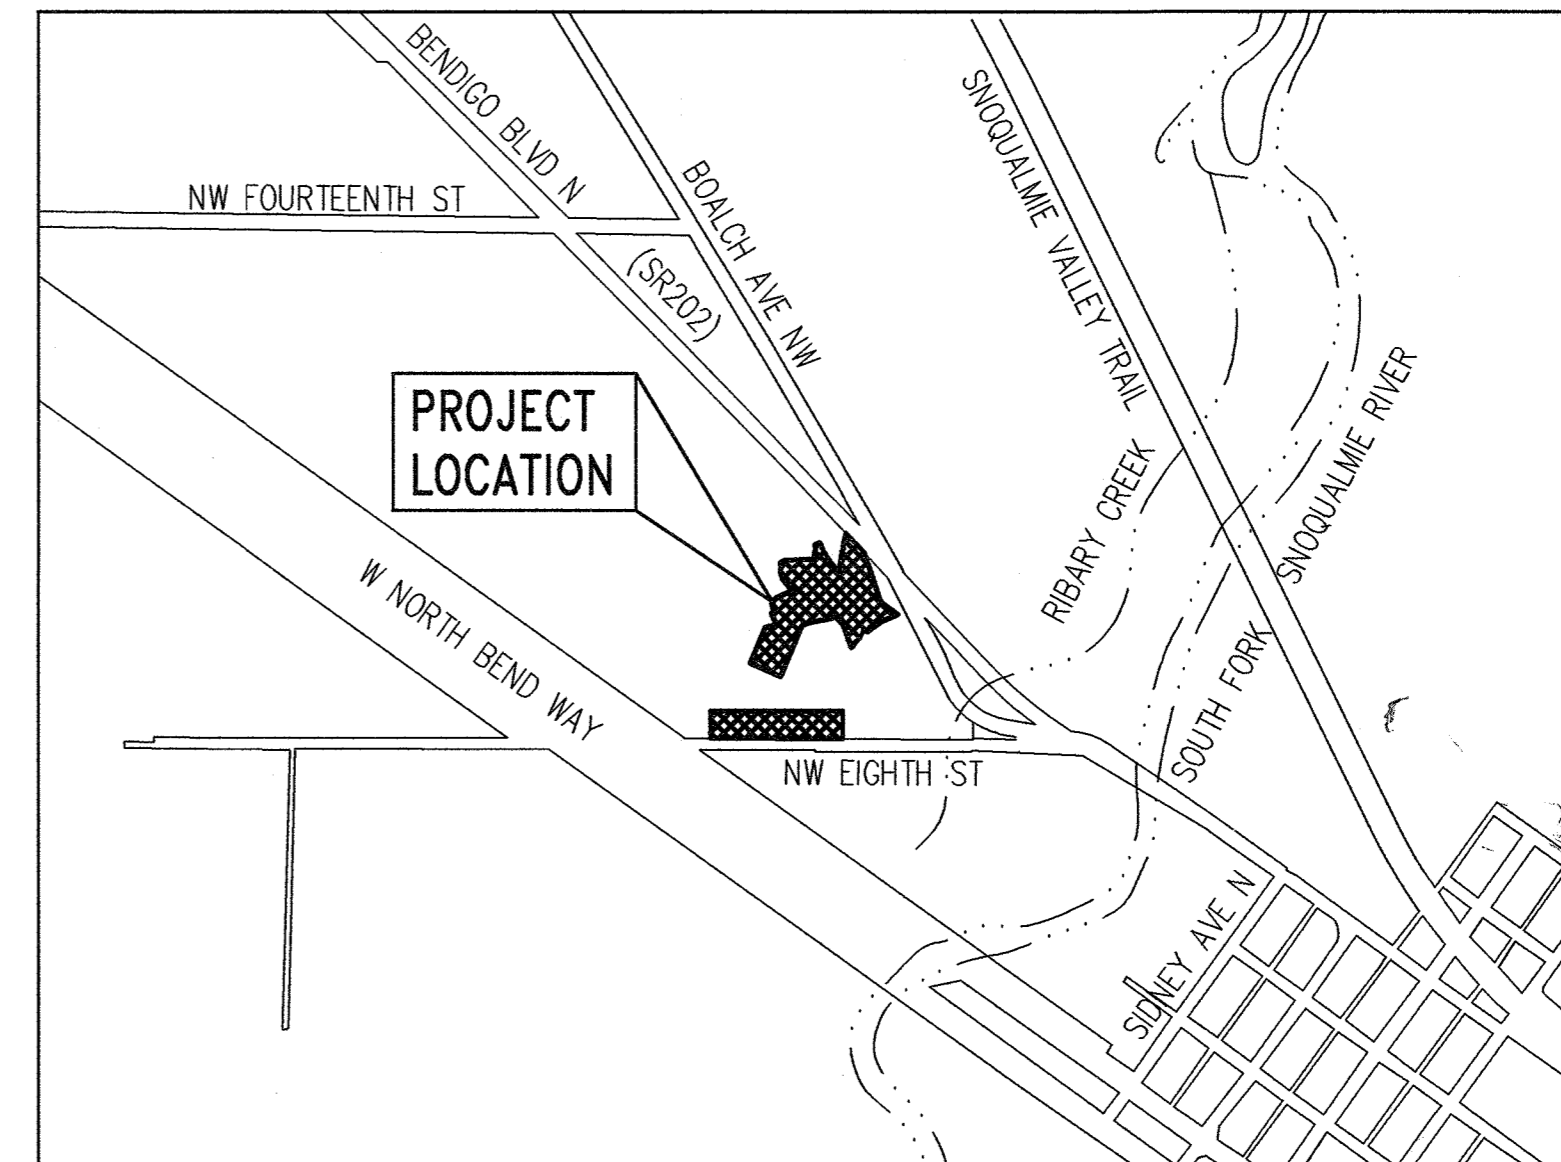 BENDIGO BLVD N
NW FOURTEENTH ST
BOALCH AVE NW
(SR202)
SNOQUALMIE VALLEY TRAIL
PROJECT
LOCATION
RIBARY CREEK
SNOQUALMIE RIVER
SOUTH FORK
W NORTH BEND WAY
NW EIGHTH ST
SIDNEY AVE N